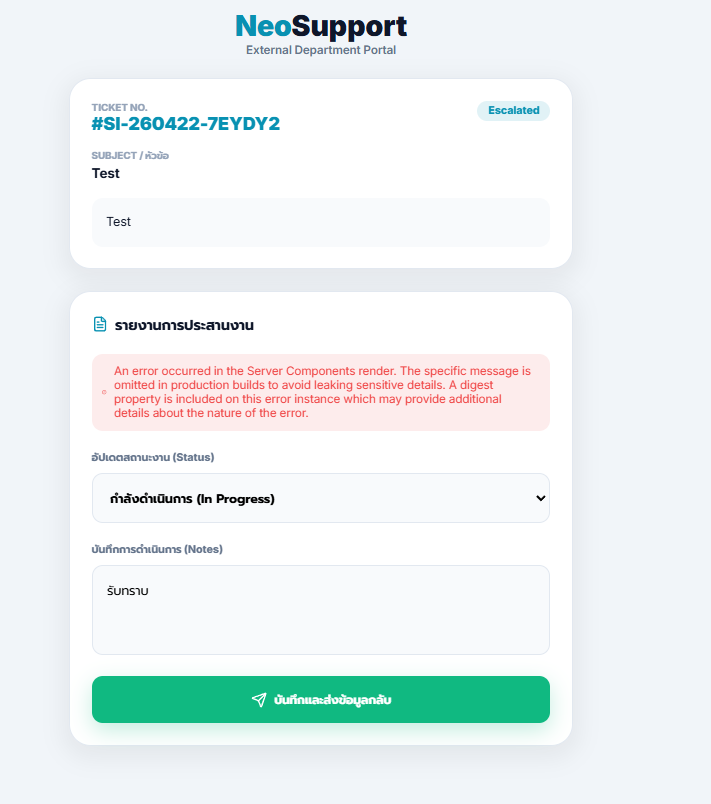 NeoSupport
External Department Portal
TICKET NO.
Escalated
#SI-260422-7EYDY2
SUBJECT / หัวข้อ
Test
Test
รายงานการประสานงาน
An error occurred in the Server Components render. The specific message is
omitted in production builds to avoid leaking sensitive details. A digest
property is included on this error instance which may provide additional
details about the nature of the error.
อัปเดตสถานะงาน (Status)
กำลังดำเนินการ (In Progress)
บันทึกการดำเนินการ (Notes)
รับทราบ
บันทึกและส่งข้อมูลกลับ